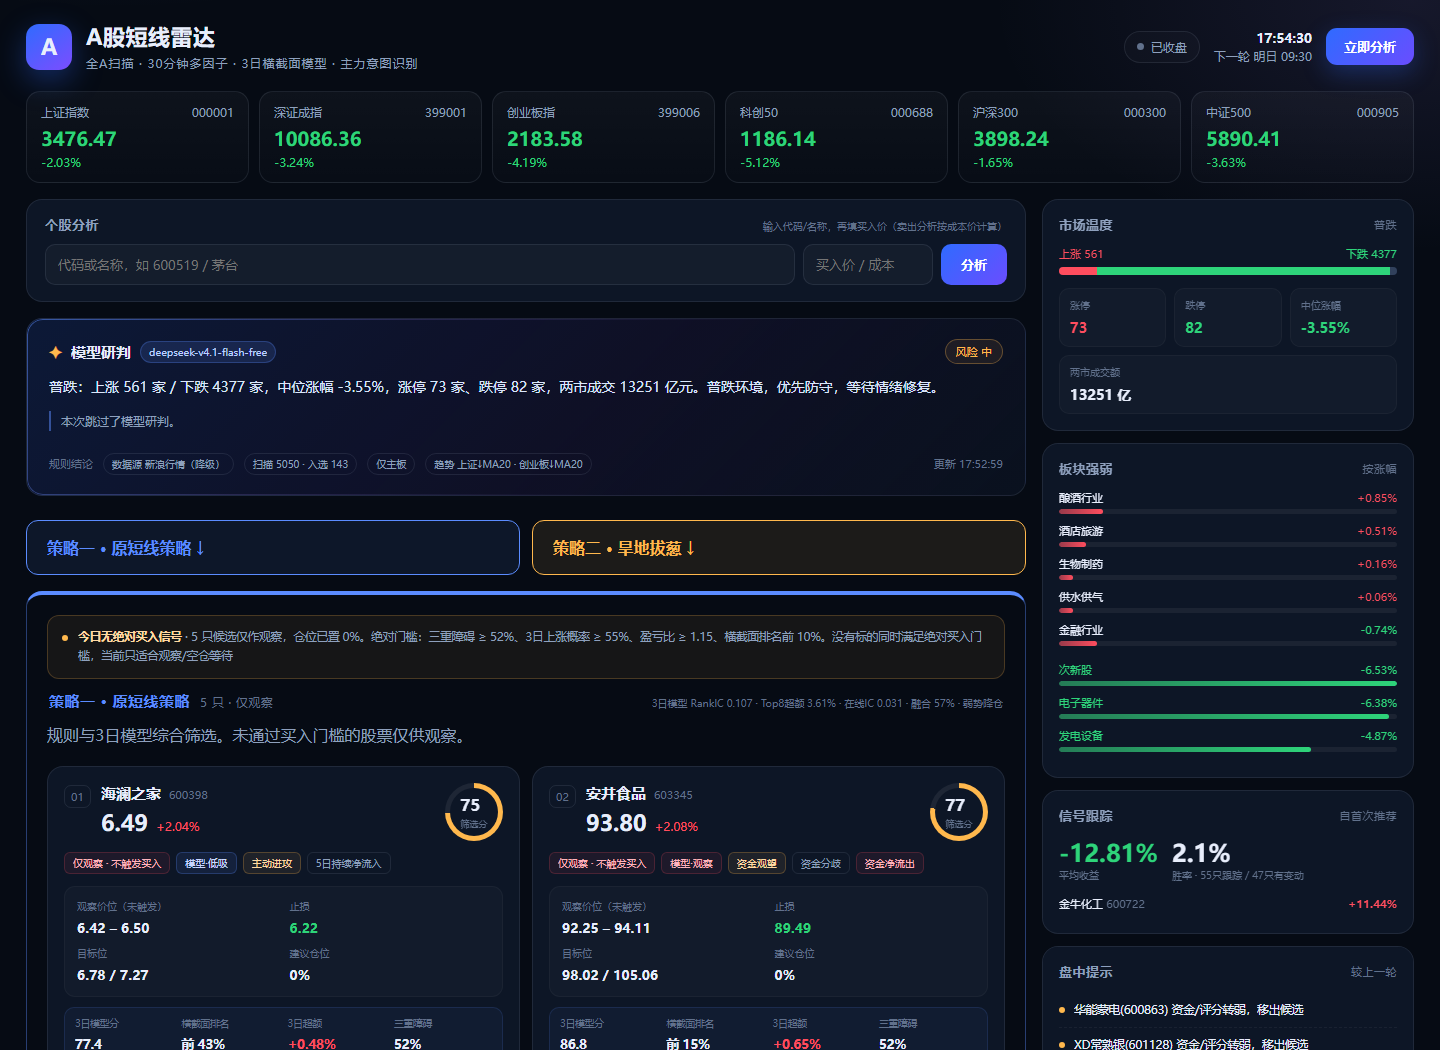 A
A股短线雷达
全A扫描 · 30分钟多因子 · 3日横截面模型 · 主力意图识别
已收盘
17:54:30
下一轮 明日 09:30
立即分析
上证指数 000001
3476.47
-2.03%
深证成指 399001
10086.36
-3.24%
创业板指 399006
2183.58
-4.19%
科创50 000688
1186.14
-5.12%
沪深300 000300
3898.24
-1.65%
中证500 000905
5890.41
-3.63%
个股分析
输入代码/名称，再填买入价（卖出分析按成本价计算）
代码或名称，如 600519 / 茅台
买入价 / 成本
分析
模型研判 deepseek-v4.1-flash-free
风险 中
普跌：上涨 561 家 / 下跌 4377 家，中位涨幅 -3.55%，涨停 73 家、跌停 82 家，两市成交 13251 亿元。普跌环境，优先防守，等待情绪修复。
本次跳过了模型研判。
规则结论 数据源 新浪行情（降级） 扫描 5050 · 入选 143 仅主板 趋势 上证↓MA20 · 创业板↓MA20
更新 17:52:59
策略一 • 原短线策略 ↓
策略二 • 旱地拔葱 ↓
今日无绝对买入信号 · 5 只候选仅作观察，仓位已置 0%。绝对门槛：三重障碍 ≥ 52%、3日上涨概率 ≥ 55%、盈亏比 ≥ 1.15、横截面排名前 10%。没有标的同时满足绝对买入门
槛，当前只适合观察/空仓等待
策略一 • 原短线策略 5 只 · 仅观察
3日模型 RankIC 0.107 · Top8超额 3.61% · 在线IC 0.031 · 融合 57% · 弱势降仓
规则与3日模型综合筛选。未通过买入门槛的股票仅供观察。
01 海澜之家 600398
6.49 +2.04%
75
筛选分
仅观察 · 不触发买入 模型·低吸 主动进攻 5日持续净流入
观察价位（未触发） 止损
6.42 – 6.50 6.22
目标位 建议仓位
6.78 / 7.27 0%
3日模型分 横截面排名 3日超额 三重障碍
77.4 前 43% +0.48% 52%
02 安井食品 603345
93.80 +2.08%
77
筛选分
仅观察 · 不触发买入 模型·观察 资金观望 资金分歧 资金净流出
观察价位（未触发） 止损
92.25 – 94.11 89.49
目标位 建议仓位
98.02 / 105.06 0%
3日模型分 横截面排名 3日超额 三重障碍
86.8 前 15% +0.65% 52%
市场温度 普跌
上涨 561 下跌 4377
涨停
73
跌停
82
中位涨幅
-3.55%
两市成交额
13251 亿
板块强弱 按涨幅
酿酒行业 +0.85%
酒店旅游 +0.51%
生物制药 +0.16%
供水供气 +0.06%
金融行业 -0.74%
次新股 -6.53%
电子器件 -6.38%
发电设备 -4.87%
信号跟踪 自首次推荐
-12.81% 2.1%
平均收益 胜率 · 55只跟踪 / 47只有变动
金牛化工 600722 +11.44%
盘中提示 较上一轮
华能蒙电(600863) 资金/评分转弱，移出候选
XD常熟银(601128) 资金/评分转弱，移出候选